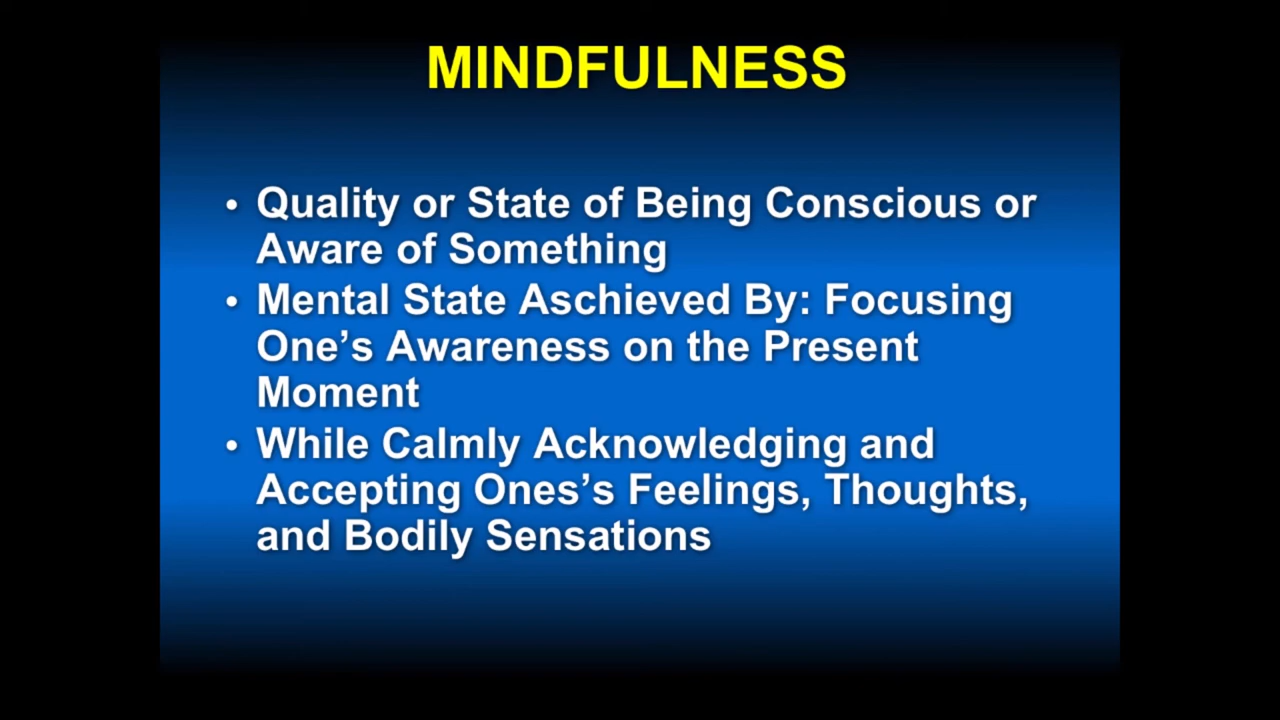 MINDFULNESS
• Quality or State of Being Conscious or
Aware of Something
• Mental State Aschieved By: Focusing
One’s Awareness on the Present
Moment
• While Calmly Acknowledging and
Accepting Ones’s Feelings, Thoughts,
and Bodily Sensations